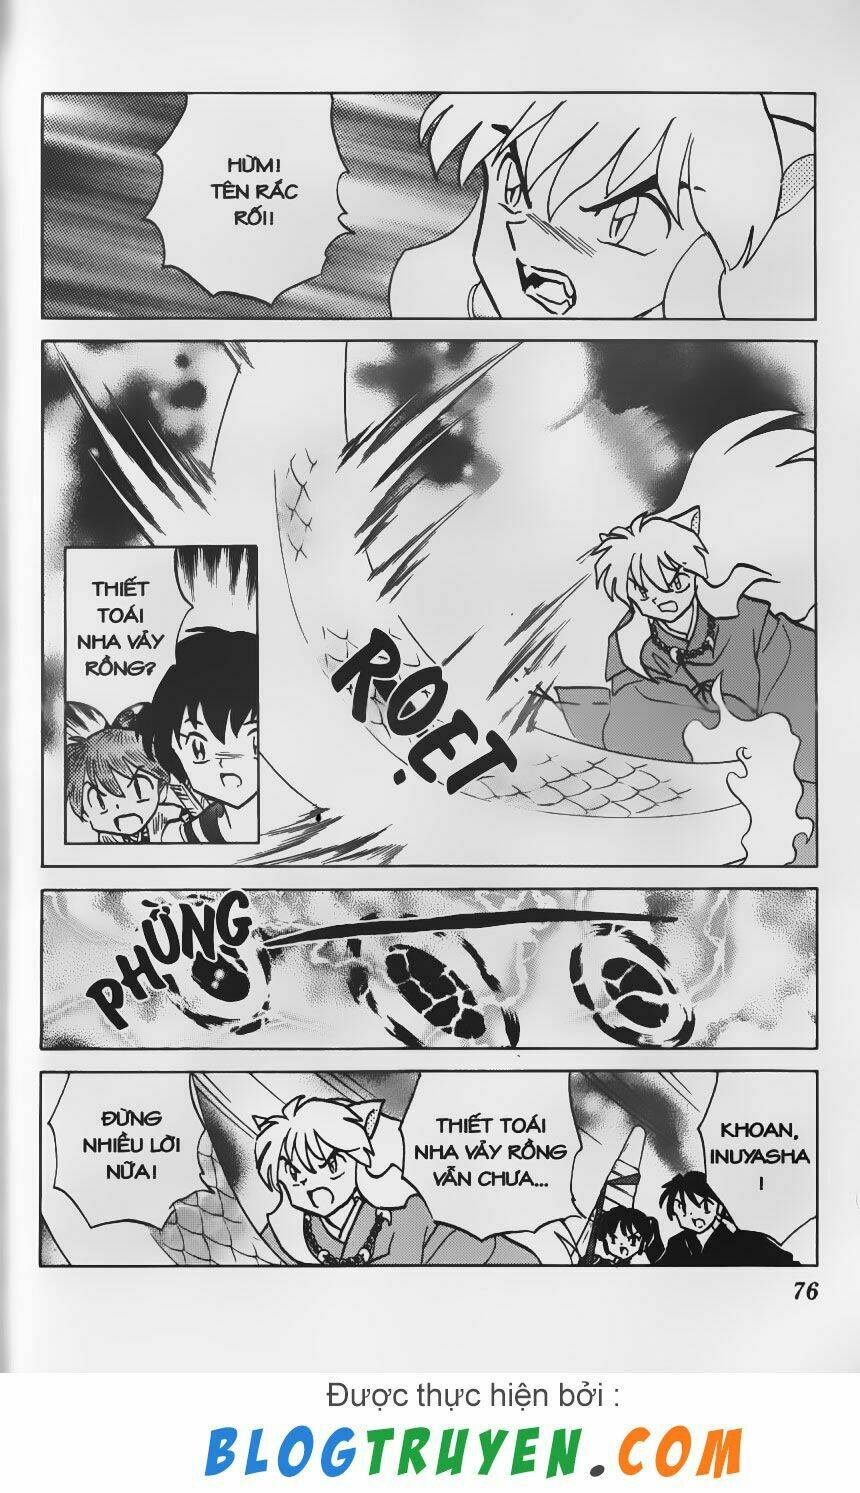 HỪM!
TÊN RẮC
RỐI!
THIẾT
TOÁI
NHA VẢY
RỒNG?
ROẸT
PHỪNG
KHOAN,
INUYASHA
!
THIẾT TOÁI
NHA VẢY RỒNG
VẪN CHƯA...
ĐỪNG
NHIỀU LỜI
NỮA!
76
Được thực hiện bởi :
BLOGTRUYEN.COM